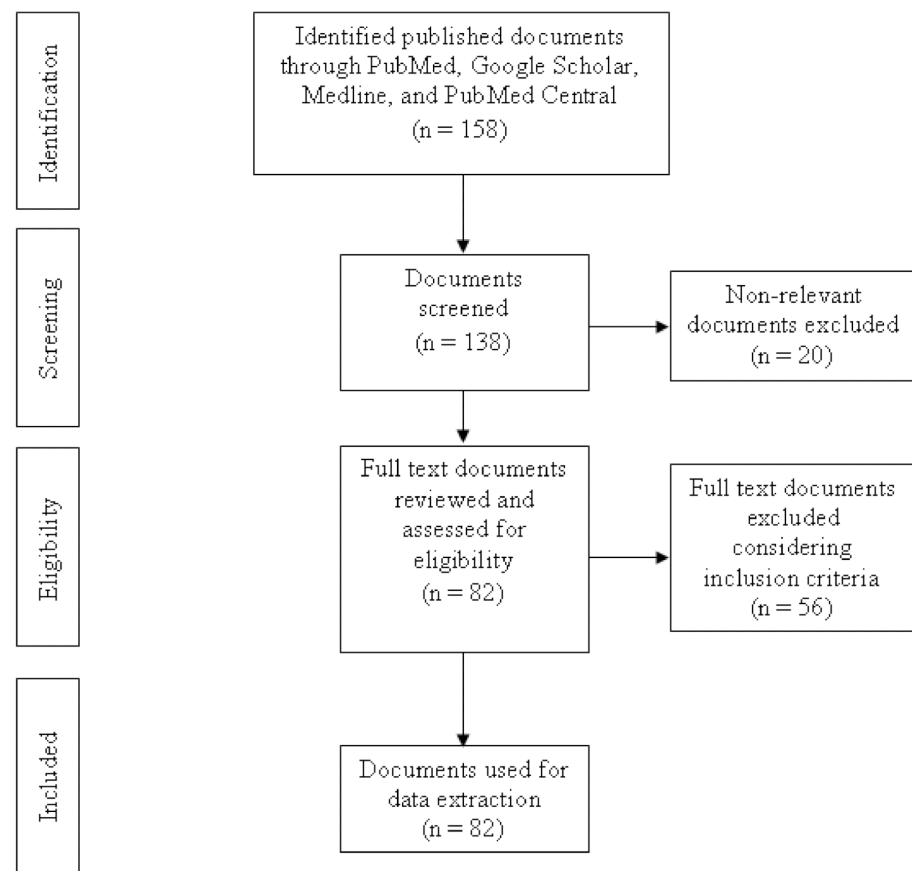 Identification
Identified published documents
through PubMed, Google Scholar,
Medline, and PubMed Central
(n = 158)
Screening
Documents
screened
(n = 138)
Non-relevant
documents excluded
(n = 20)
Eligibility
Full text documents
reviewed and
assessed for
eligibility
(n = 82)
Full text documents
excluded
considering
inclusion criteria
(n = 56)
Included
Documents used for
data extraction
(n = 82)